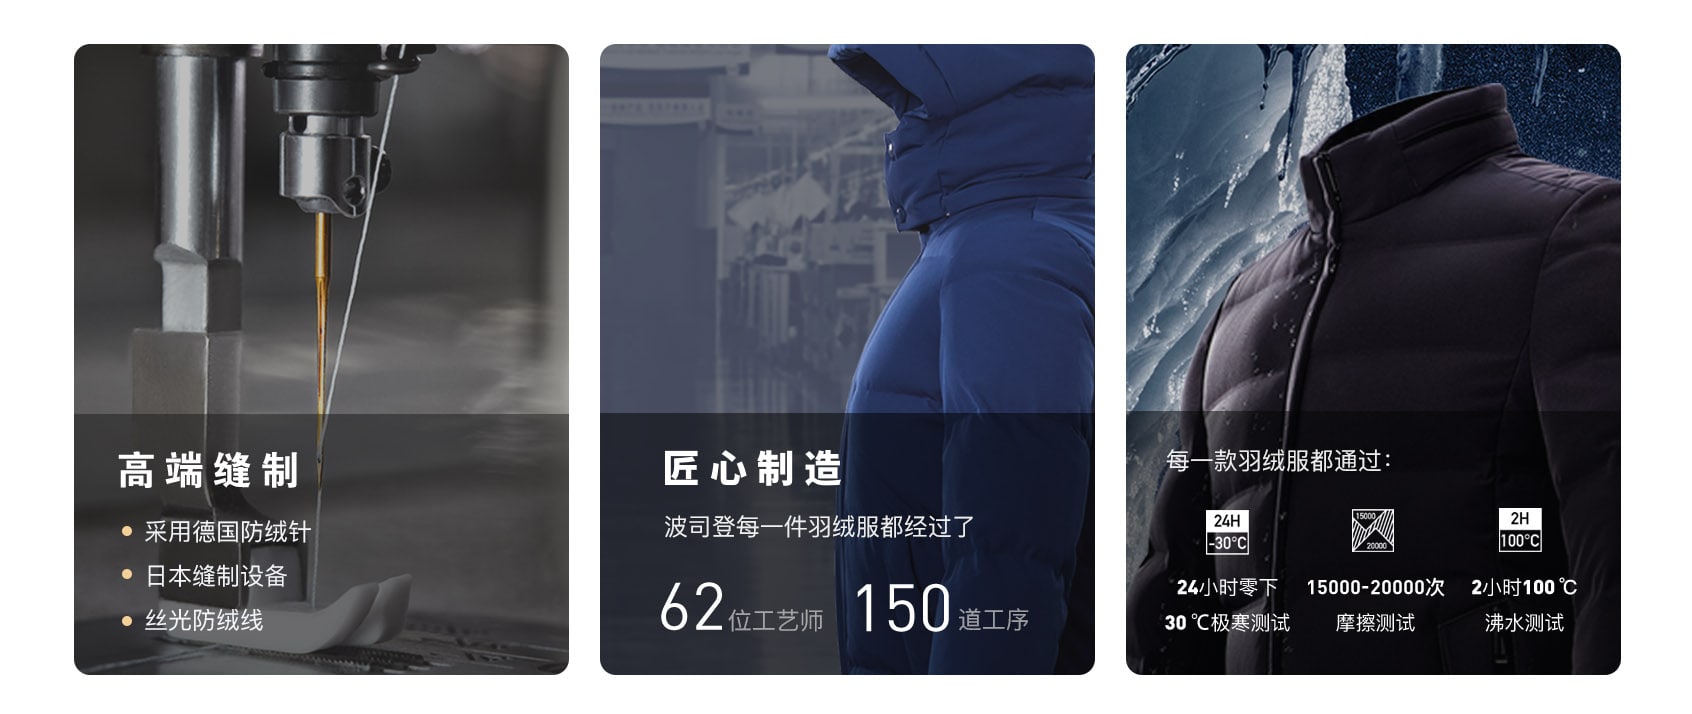 高端缝制
采用德国防绒针
日本缝制设备
丝光防绒线
匠心制造
波司登每一件羽绒服都经过了
62位工艺师 150道工序
每一款羽绒服都通过：
24H
-30°C
15000
20000
2H
100°C
24小时零下
30℃极寒测试
15000-20000次
摩擦测试
2小时100℃
沸水测试